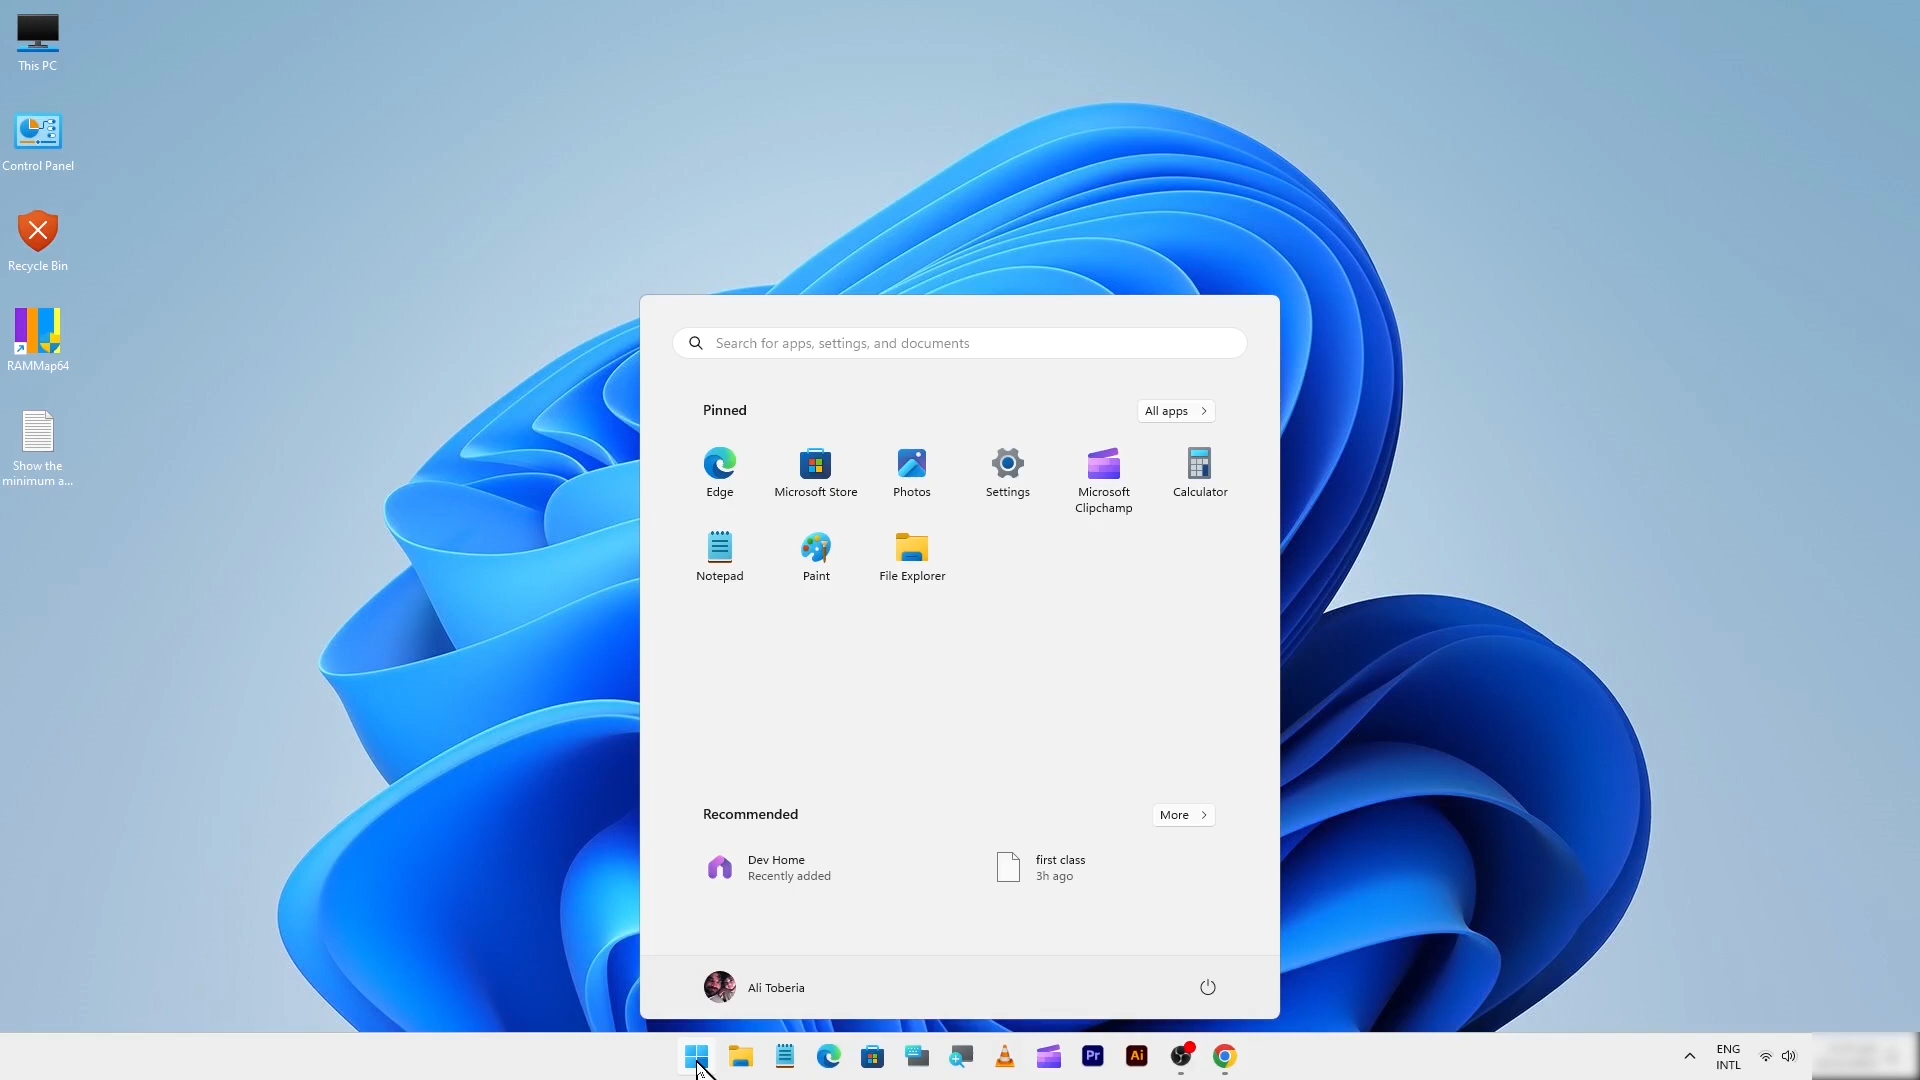 This PC
Control Panel
Recycle Bin
RAMMap64
Show the
minimum a...
Search for apps, settings, and documents
Pinned
All apps
Edge
Microsoft Store
Photos
Settings
Microsoft
Clipchamp
Calculator
Notepad
Paint
File Explorer
Recommended
More
Dev Home
Recently added
first class
3h ago
Ali Toberia
Pr
Ai
ENG
INTL